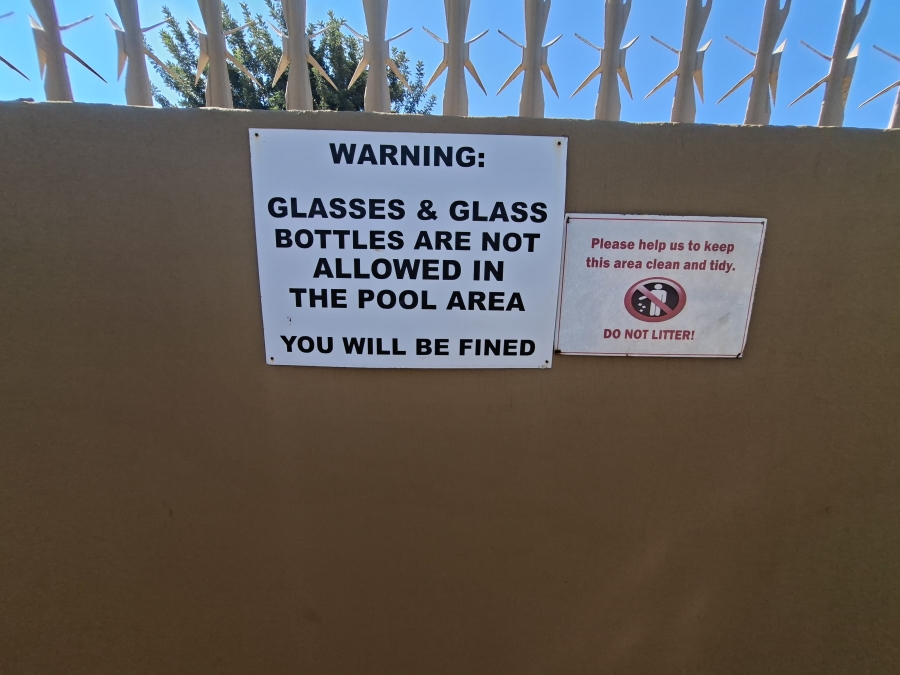 WARNING:
GLASSES & GLASS
BOTTLES ARE NOT
ALLOWED IN
THE POOL AREA
YOU WILL BE FINED
Please help us to keep
this area clean and tidy.
DO NOT LITTER!